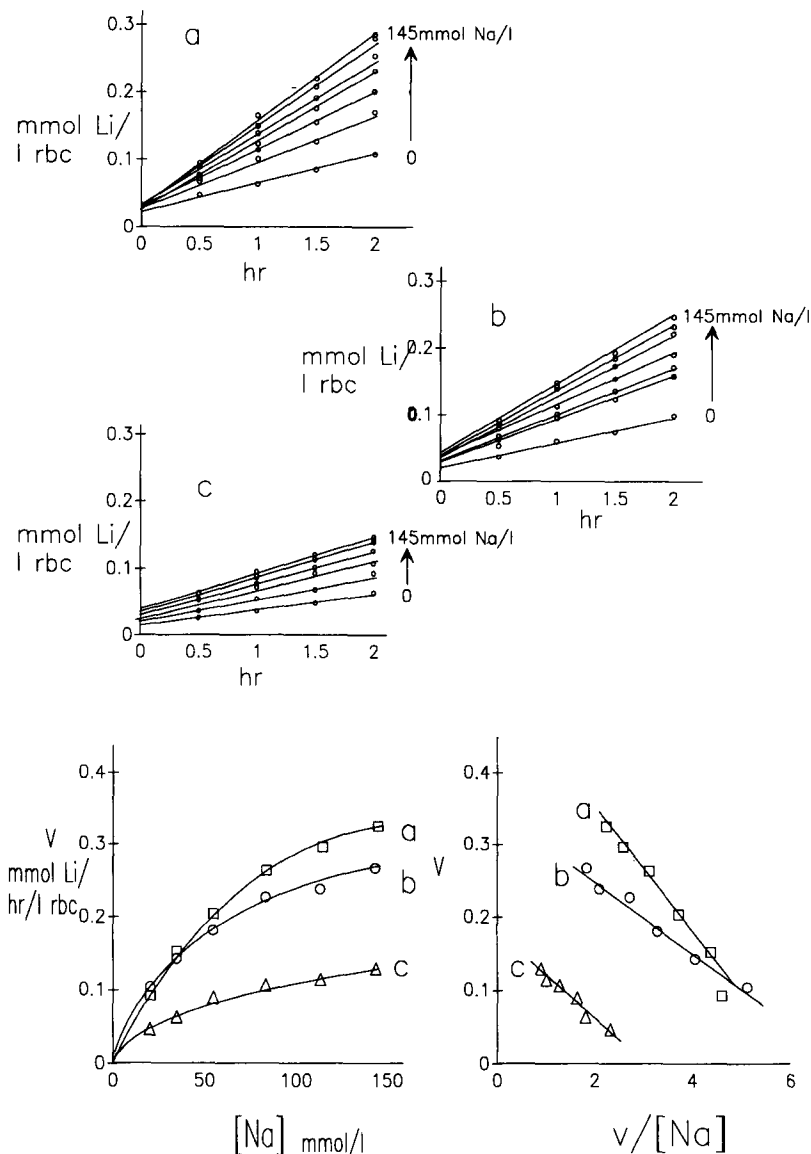 a
0.3
0.2
0.1
0
mmol Li/
l rbc
145mmol Na/l
0
0 0.5 1 1.5 2
hr
b
0.3
0.2
0.1
0
mmol Li/
l rbc
145mmol Na/l
0
0 0.5 1 1.5 2
hr
c
0.3
0.2
0.1
0
mmol Li/
l rbc
145mmol Na/l
0
0 0.5 1 1.5 2
hr
0.4
0.3
0.2
0.1
0
v
mmol Li/
hr/l rbc
a
b
c
0 50 100 150
[Na] mmol/l
0.4
0.3
0.2
0.1
0
v
a
b
c
0 2 4 6
v/[Na]